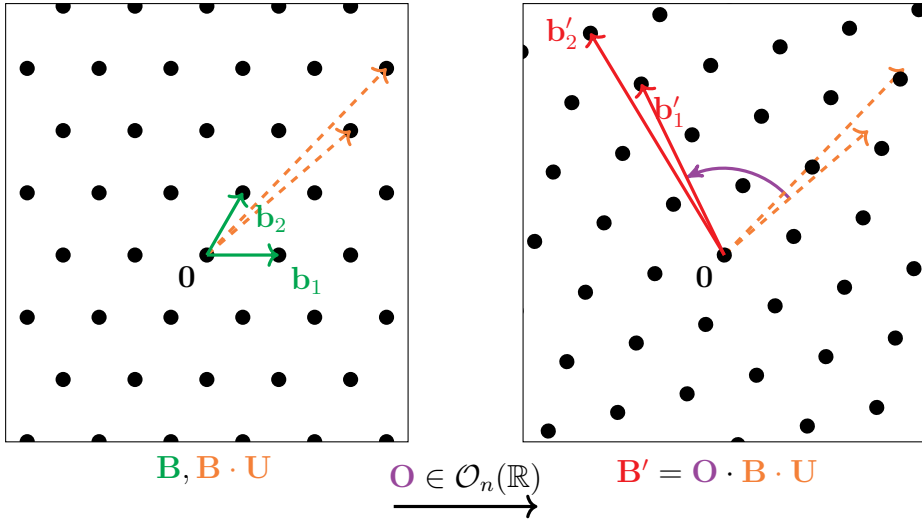 b′₂
b′₁
b₂
0
b₁
0
B, B · U
O ∈ 𝒪ₙ(ℝ)
B′ = O · B · U